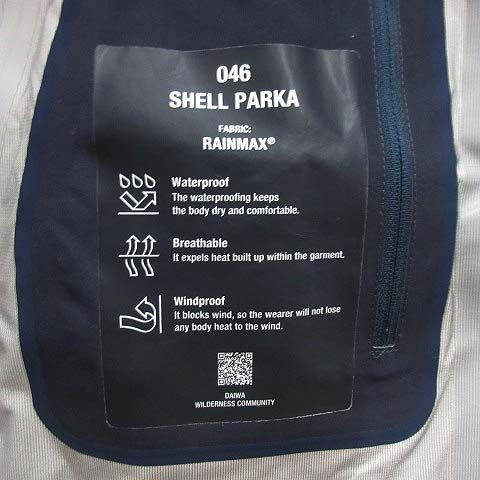 046
SHELL PARKA
FABRIC:
RAINMAX®
Waterproof
The waterproofing keeps
the body dry and comfortable.
Breathable
It expels heat built up within the garment.
Windproof
It blocks wind, so the wearer will not lose
any body heat to the wind.
DAIWA
WILDERNESS COMMUNITY